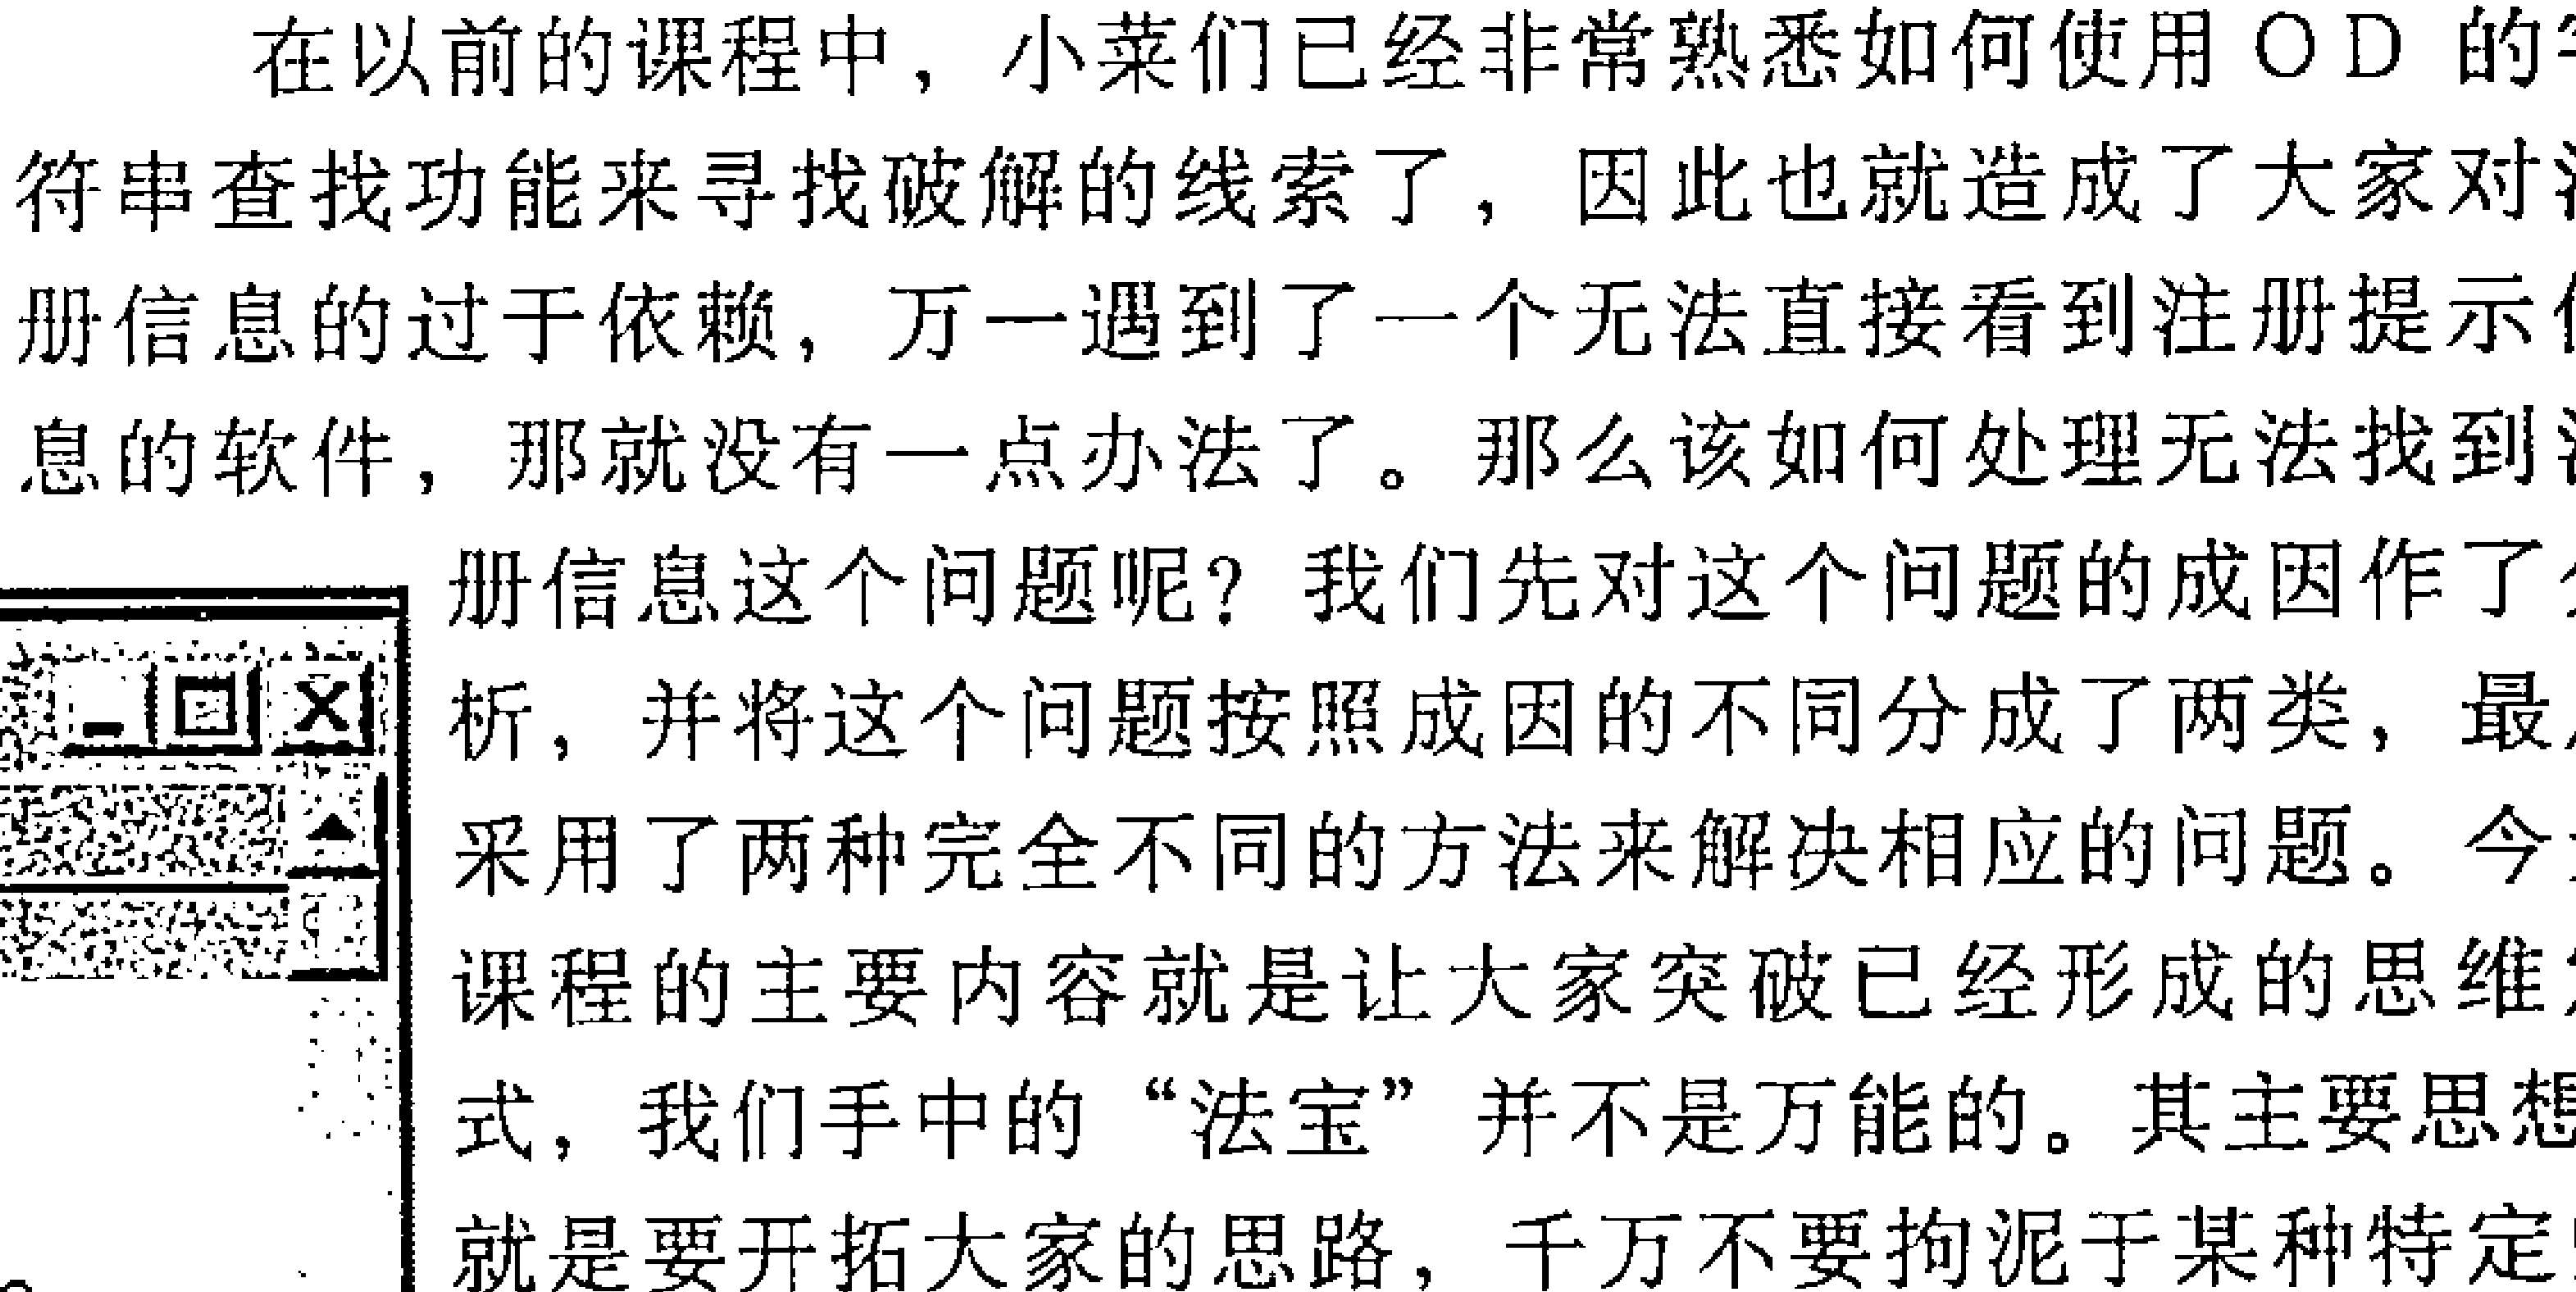 在以前的课程中，小菜们已经非常熟悉如何使用OD 的
符串查找功能来寻找破解的线索了，因此也就造成了大家对
册信息的过于依赖，万一遇到了一个无法直接看到注册提示
息的软件，那就没有一点办法了。那么该如何处理无法找到
册信息这个问题呢？我们先对这个问题的成因作了
析，并将这个问题按照成因的不同分成了两类，最
采用了两种完全不同的方法来解决相应的问题。今
课程的主要内容就是让大家突破已经形成的思维
式，我们手中的“法宝”并不是万能的。其主要思想
就是要开拓大家的思路，千万不要拘泥于某种特定